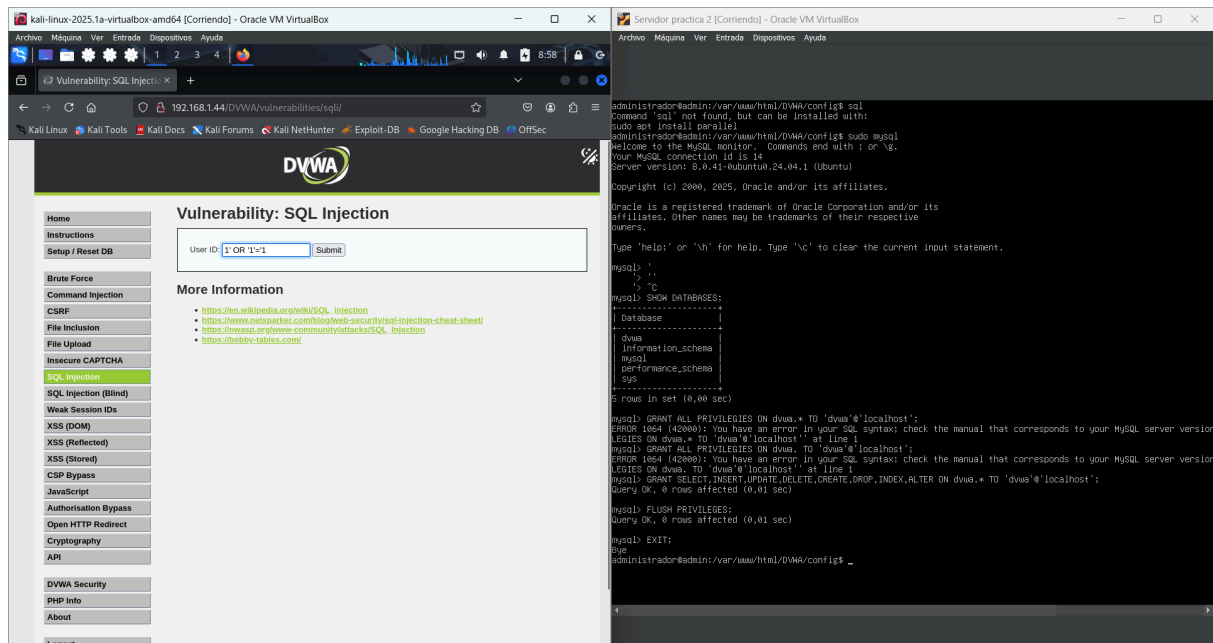 kali-linux-2025.1a-virtualbox-amd64 [Corriendo] - Oracle VM VirtualBox
Archivo Máquina Ver Entrada Dispositivos Ayuda
1 2 3 4
8:58
Vulnerability: SQL Injectio
192.168.1.44/DVWA/vulnerabilities/sqli/
Kali Linux Kali Tools Kali Docs Kali Forums Kali NetHunter Exploit-DB Google Hacking DB OffSec
DVWA
Home
Instructions
Setup / Reset DB
Brute Force
Command Injection
CSRF
File Inclusion
File Upload
Insecure CAPTCHA
SQL Injection
SQL Injection (Blind)
Weak Session IDs
XSS (DOM)
XSS (Reflected)
XSS (Stored)
CSP Bypass
JavaScript
Authorisation Bypass
Open HTTP Redirect
Cryptography
API
DVWA Security
PHP Info
About
Vulnerability: SQL Injection
User ID: 1' OR '1'='1 Submit
More Information
https://en.wikipedia.org/wiki/SQL_injection
https://www.netsparker.com/blog/web-security/sql-injection-cheat-sheet/
https://owasp.org/www-community/attacks/SQL_Injection
https://bobby-tables.com/
Servidor practica 2 [Corriendo] - Oracle VM VirtualBox
Archivo Máquina Ver Entrada Dispositivos Ayuda
administrador@admin:/var/www/html/DVWA/config$ sql
Command 'sql' not found, but can be installed with:
sudo apt install parallel
administrador@admin:/var/www/html/DVWA/config$ sudo mysql
Welcome to the MySQL monitor.  Commands end with ; or \g.
Your MySQL connection id is 14
Server version: 8.0.41-0ubuntu0.24.04.1 (Ubuntu)
Copyright (c) 2000, 2025, Oracle and/or its affiliates.
Oracle is a registered trademark of Oracle Corporation and/or its
affiliates. Other names may be trademarks of their respective
owners.
Type 'help;' or '\h' for help. Type '\c' to clear the current input statement.
mysql> '
'> ''
'> ^C
mysql> SHOW DATABASES;
+--------------------+
| Database           |
+--------------------+
| dvwa               |
| information_schema |
| mysql              |
| performance_schema |
| sys                |
+--------------------+
5 rows in set (0,00 sec)
mysql> GRANT ALL PRIVILEGIES ON dvwa.* TO 'dvwa'@'localhost';
ERROR 1064 (42000): You have an error in your SQL syntax; check the manual that corresponds to your MySQL server version
LEGIES ON dvwa.* TO 'dvwa'@'localhost'' at line 1
mysql> GRANT ALL PRIVILEGIES ON dvwa. TO 'dvwa'@'localhost';
ERROR 1064 (42000): You have an error in your SQL syntax; check the manual that corresponds to your MySQL server version
LEGIES ON dvwa. TO 'dvwa'@'localhost'' at line 1
mysql> GRANT SELECT,INSERT,UPDATE,DELETE,CREATE,DROP,INDEX,ALTER ON dvwa.* TO 'dvwa'@'localhost';
Query OK, 0 rows affected (0,01 sec)
mysql> FLUSH PRIVILEGES;
Query OK, 0 rows affected (0,01 sec)
mysql> EXIT;
Bye
administrador@admin:/var/www/html/DVWA/config$ _